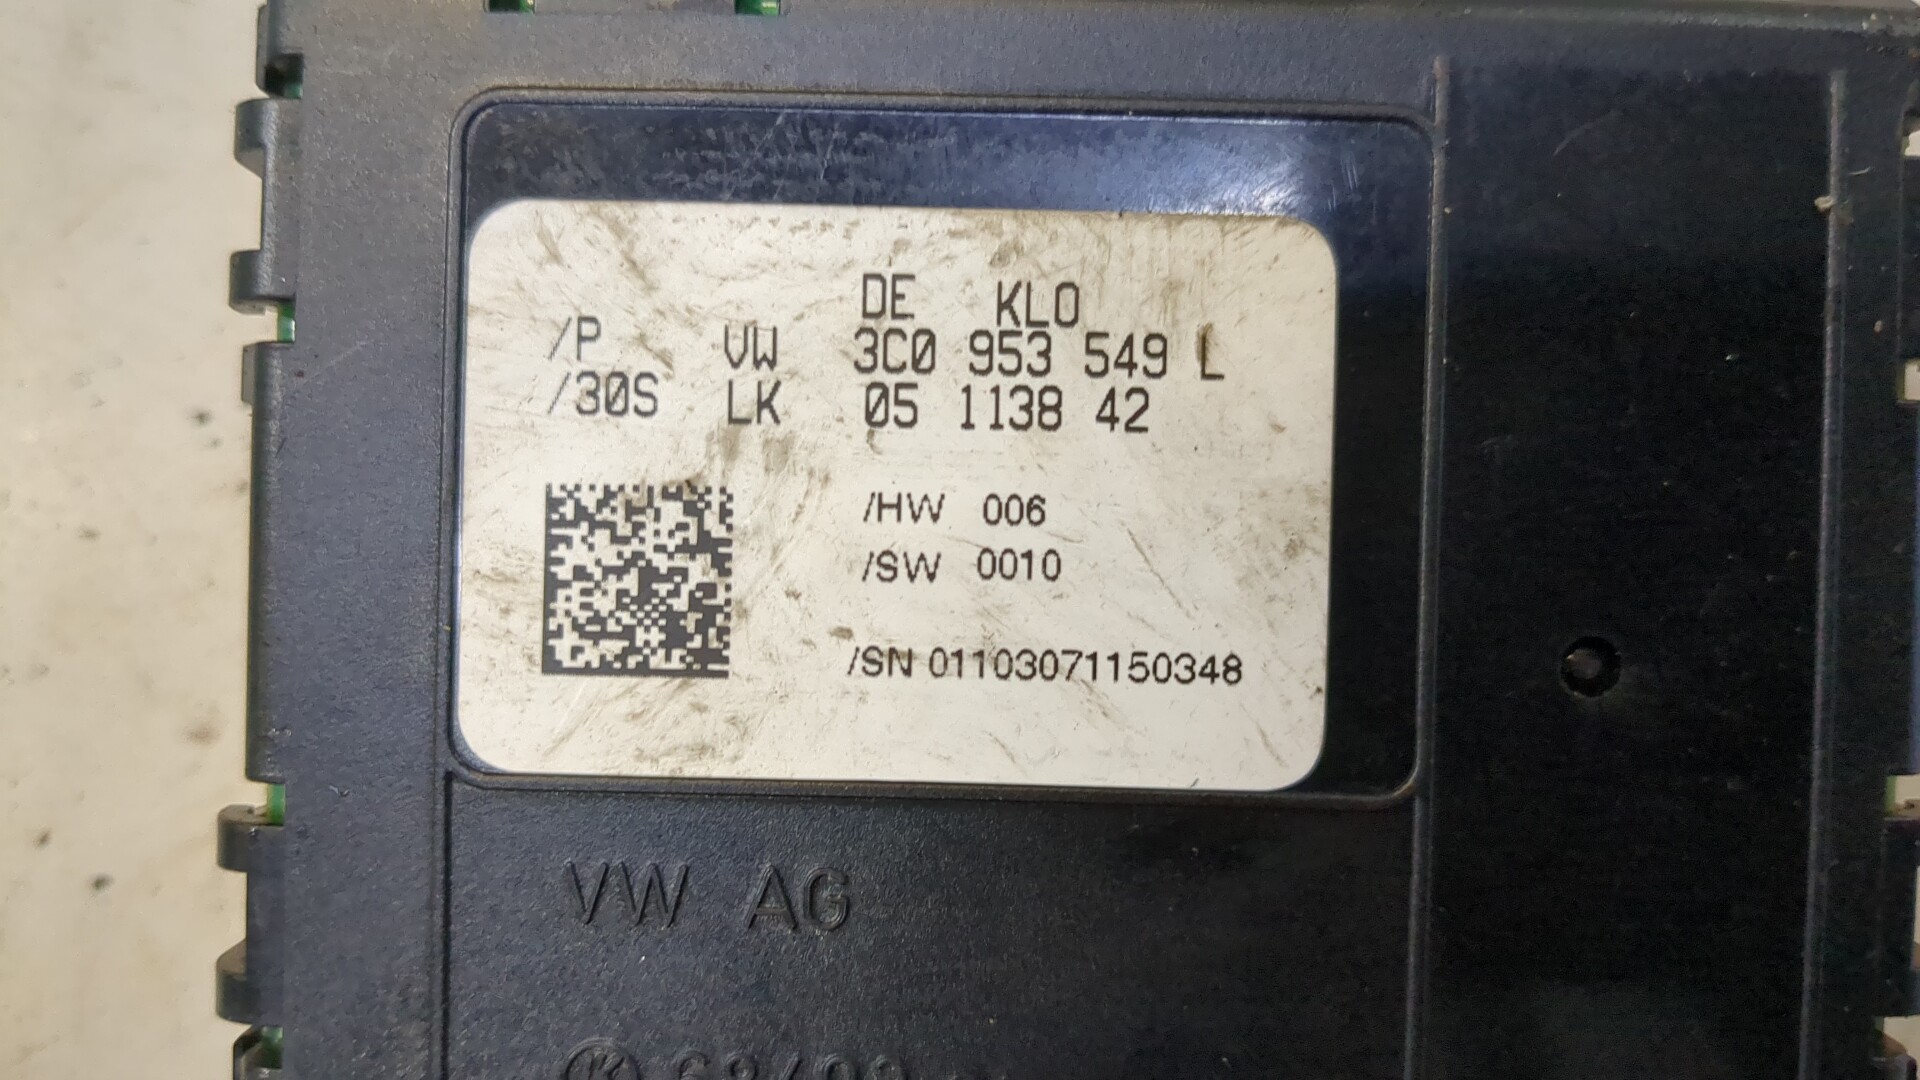 DE KLO
/P VW 3C0 953 549 L
/30S LK 05 1138 42
/HW 006
/SW 0010
/SN 01103071150348
VW AG